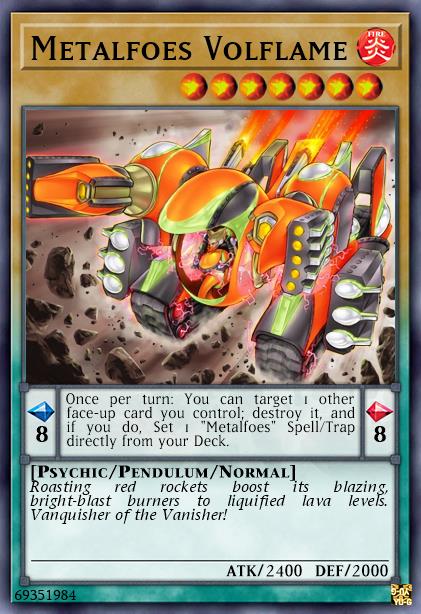 Metalfoes Volflame
FIRE
炎
Once per turn: You can target 1 other
face-up card you control; destroy it, and
if you do, Set 1 "Metalfoes" Spell/Trap
directly from your Deck.
8
8
[Psychic/Pendulum/Normal]
Roasting red rockets boost its blazing,
bright-blast burners to liquified lava levels.
Vanquisher of the Vanisher!
ATK/2400 DEF/2000
69351984